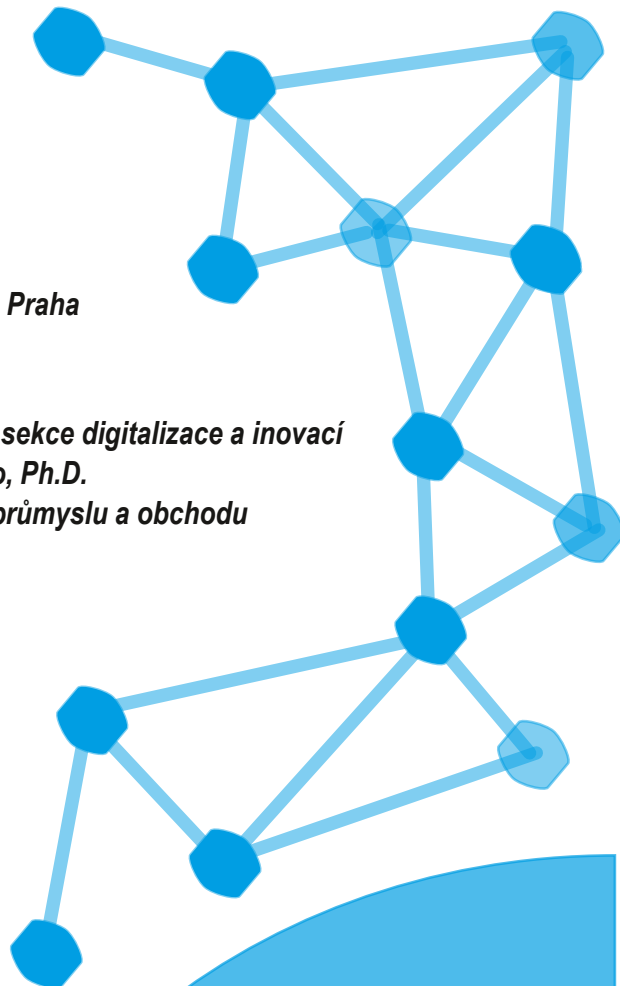 Praha
sekce digitalizace a inovací
, Ph.D.
průmyslu a obchodu